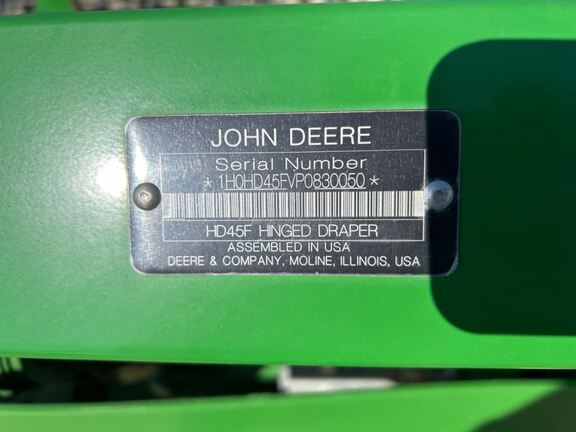 JOHN DEERE
Serial Number
*1H0HD45FVP0830050*
HD45F HINGED DRAPER
ASSEMBLED IN USA
DEERE & COMPANY, MOLINE, ILLINOIS, USA